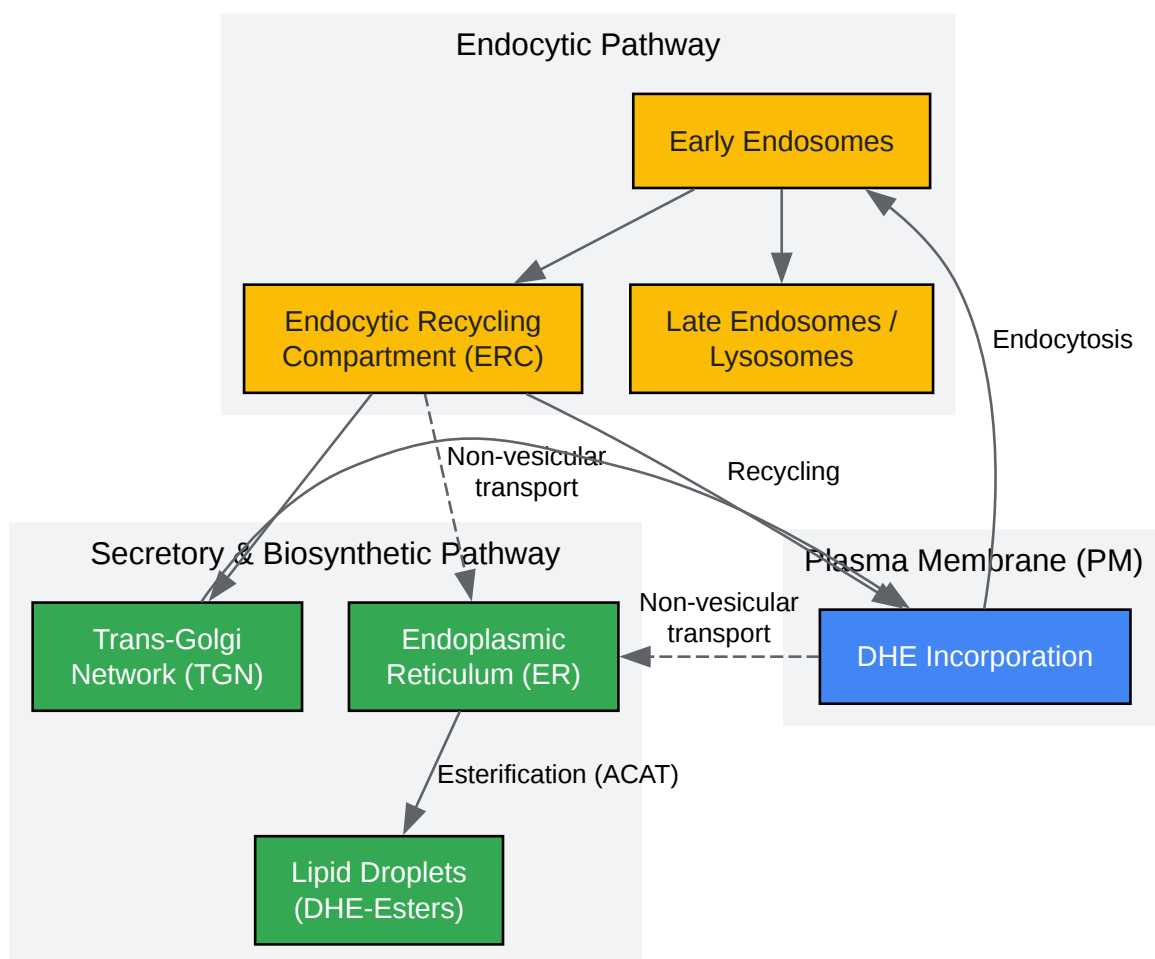 Endocytic Pathway
Early Endosomes
Endocytic Recycling
Compartment (ERC)
Late Endosomes /
Lysosomes
Endocytosis
Non-vesicular
transport
Recycling
Secretory & Biosynthetic Pathway
Plasma Membrane (PM)
Trans-Golgi
Network (TGN)
Endoplasmic
Reticulum (ER)
Non-vesicular
transport
DHE Incorporation
Esterification (ACAT)
Lipid Droplets
(DHE-Esters)